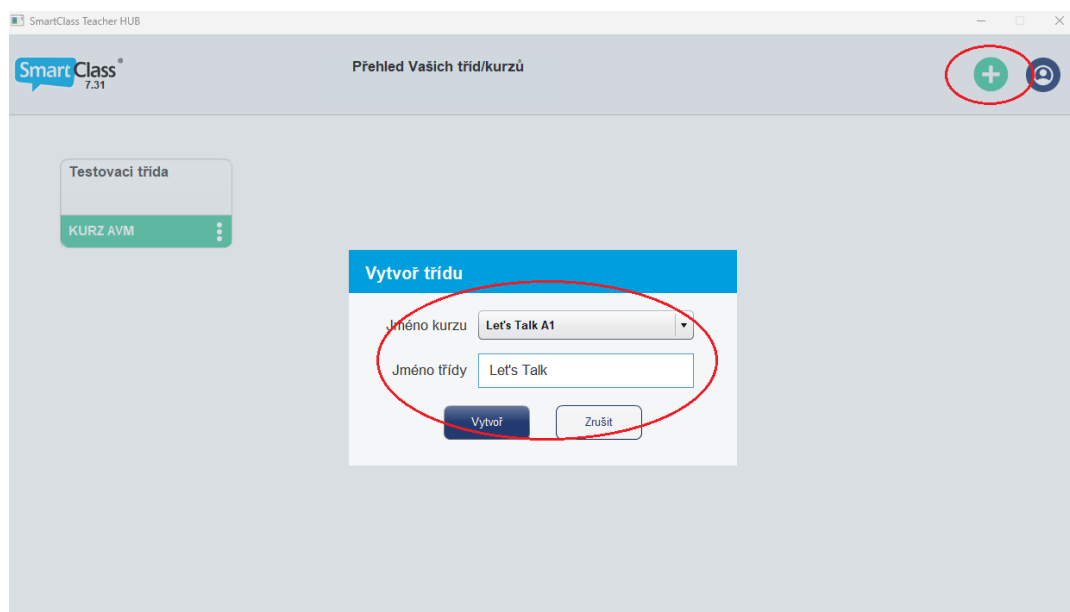 SmartClass Teacher HUB
SmartClass®
7.31
Přehled Vašich tříd/kurzů
Testovaci třída
KURZ AVM
Vytvoř třídu
Jméno kurzu Let's Talk A1
Jméno třídy Let's Talk
Vytvoř Zrušit